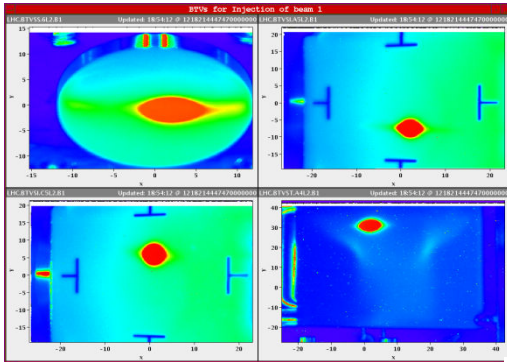 BTVs for Injection of beam 1
LHC.BTVSS.6L2.B1 Updated: 18:54:12 @ 1218214447470000000
15
10
5
0
-5
-10
Y
-15 -10 -5 0 5 10
x
LHC.BTVSI.A5L2.B1 Updated: 18:54:12 @ 1218214447470000000
20
15
10
5
0
-5
-10
-15
Y
-20 -10 0 10 20
x
LHC.BTVSI.C5L2.B1 Updated: 18:54:12 @ 1218214447470000000
20
15
10
5
0
-5
-10
-15
Y
-20 -10 0 10 20
x
LHC.BTVST.A4L2.B1 Updated: 18:54:12 @ 1218214447470000000
40
30
20
10
0
-10
-20
Y
-20 -10 0 10 20 30 40
x